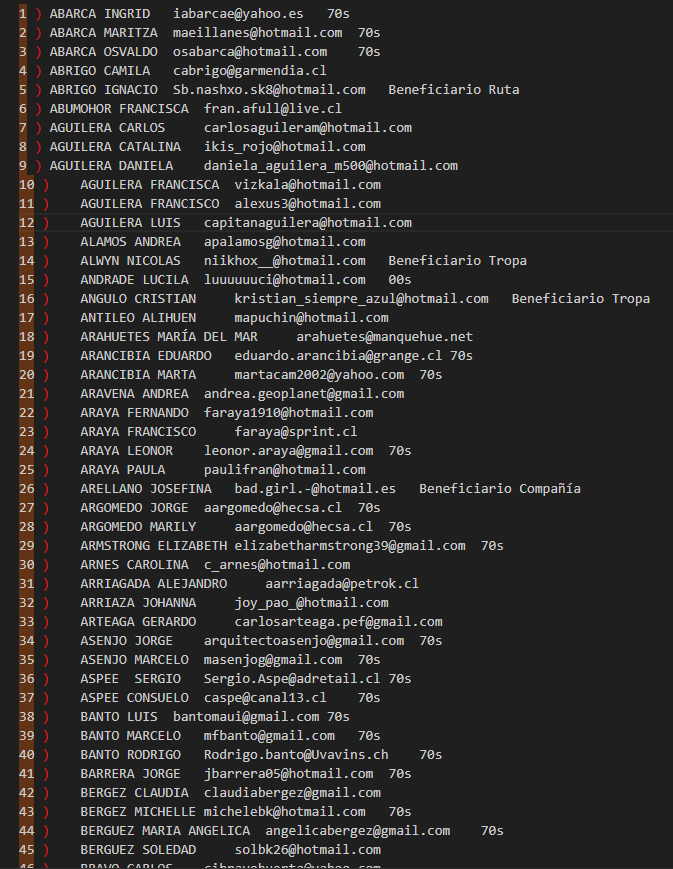 1 ) ABARCA INGRID iabarcae@yahoo.es 70s
2 ) ABARCA MARITZA maeillanes@hotmail.com 70s
3 ) ABARCA OSVALDO osabarca@hotmail.com 70s
4 ) ABRIGO CAMILA cabrigo@garmendia.cl
5 ) ABRIGO IGNACIO Sb.nashxo.sk8@hotmail.com Beneficiario Ruta
6 ) ABUMOHOR FRANCISCA fran.afull@live.cl
7 ) AGUILERA CARLOS carlosaguileram@hotmail.com
8 ) AGUILERA CATALINA ikis_rojo@hotmail.com
9 ) AGUILERA DANIELA daniela_aguilera_m500@hotmail.com
10 ) AGUILERA FRANCISCA vizkala@hotmail.com
11 ) AGUILERA FRANCISCO alexus3@hotmail.com
12 ) AGUILERA LUIS capitanaguilera@hotmail.com
13 ) ALAMOS ANDREA apalamosg@hotmail.com
14 ) ALWYN NICOLAS niikhox__@hotmail.com Beneficiario Tropa
15 ) ANDRADE LUCILA luuuuuuci@hotmail.com 00s
16 ) ANGULO CRISTIAN kristian_siempre_azul@hotmail.com Beneficiario Tropa
17 ) ANTILEO ALIHUEN mapuchin@hotmail.com
18 ) ARAHUETES MARÍA DEL MAR arahuetes@manquehue.net
19 ) ARANCIBIA EDUARDO eduardo.arancibia@grange.cl 70s
20 ) ARANCIBIA MARTA martacam2002@yahoo.com 70s
21 ) ARAVENA ANDREA andrea.geoplanet@gmail.com
22 ) ARAYA FERNANDO faraya1910@hotmail.com
23 ) ARAYA FRANCISCO faraya@sprint.cl
24 ) ARAYA LEONOR leonor.araya@gmail.com 70s
25 ) ARAYA PAULA paulifran@hotmail.com
26 ) ARELLANO JOSEFINA bad.girl.-@hotmail.es Beneficiario Compañía
27 ) ARGOMEDO JORGE aargomedo@hecsa.cl 70s
28 ) ARGOMEDO MARILY aargomedo@hecsa.cl 70s
29 ) ARMSTRONG ELIZABETH elizabetharmstrong39@gmail.com 70s
30 ) ARNES CAROLINA c_arnes@hotmail.com
31 ) ARRIAGADA ALEJANDRO aarriagada@petrok.cl
32 ) ARRIAZA JOHANNA joy_pao_@hotmail.com
33 ) ARTEAGA GERARDO carlosarteaga.pef@gmail.com
34 ) ASENJO JORGE arquitectoasenjo@gmail.com 70s
35 ) ASENJO MARCELO masenjog@gmail.com 70s
36 ) ASPEE SERGIO Sergio.Aspe@adretail.cl 70s
37 ) ASPEE CONSUELO caspe@canal13.cl 70s
38 ) BANTO LUIS bantomaui@gmail.com 70s
39 ) BANTO MARCELO mfbanto@gmail.com 70s
40 ) BANTO RODRIGO Rodrigo.banto@Uvavins.ch 70s
41 ) BARRERA JORGE jbarrera05@hotmail.com 70s
42 ) BERGEZ CLAUDIA claudiabergez@gmail.com
43 ) BERGEZ MICHELLE michelebk@hotmail.com 70s
44 ) BERGUEZ MARIA ANGELICA angelicabergez@gmail.com 70s
45 ) BERGUEZ SOLEDAD solbk26@hotmail.com
46 ) BRAVO CARLOS